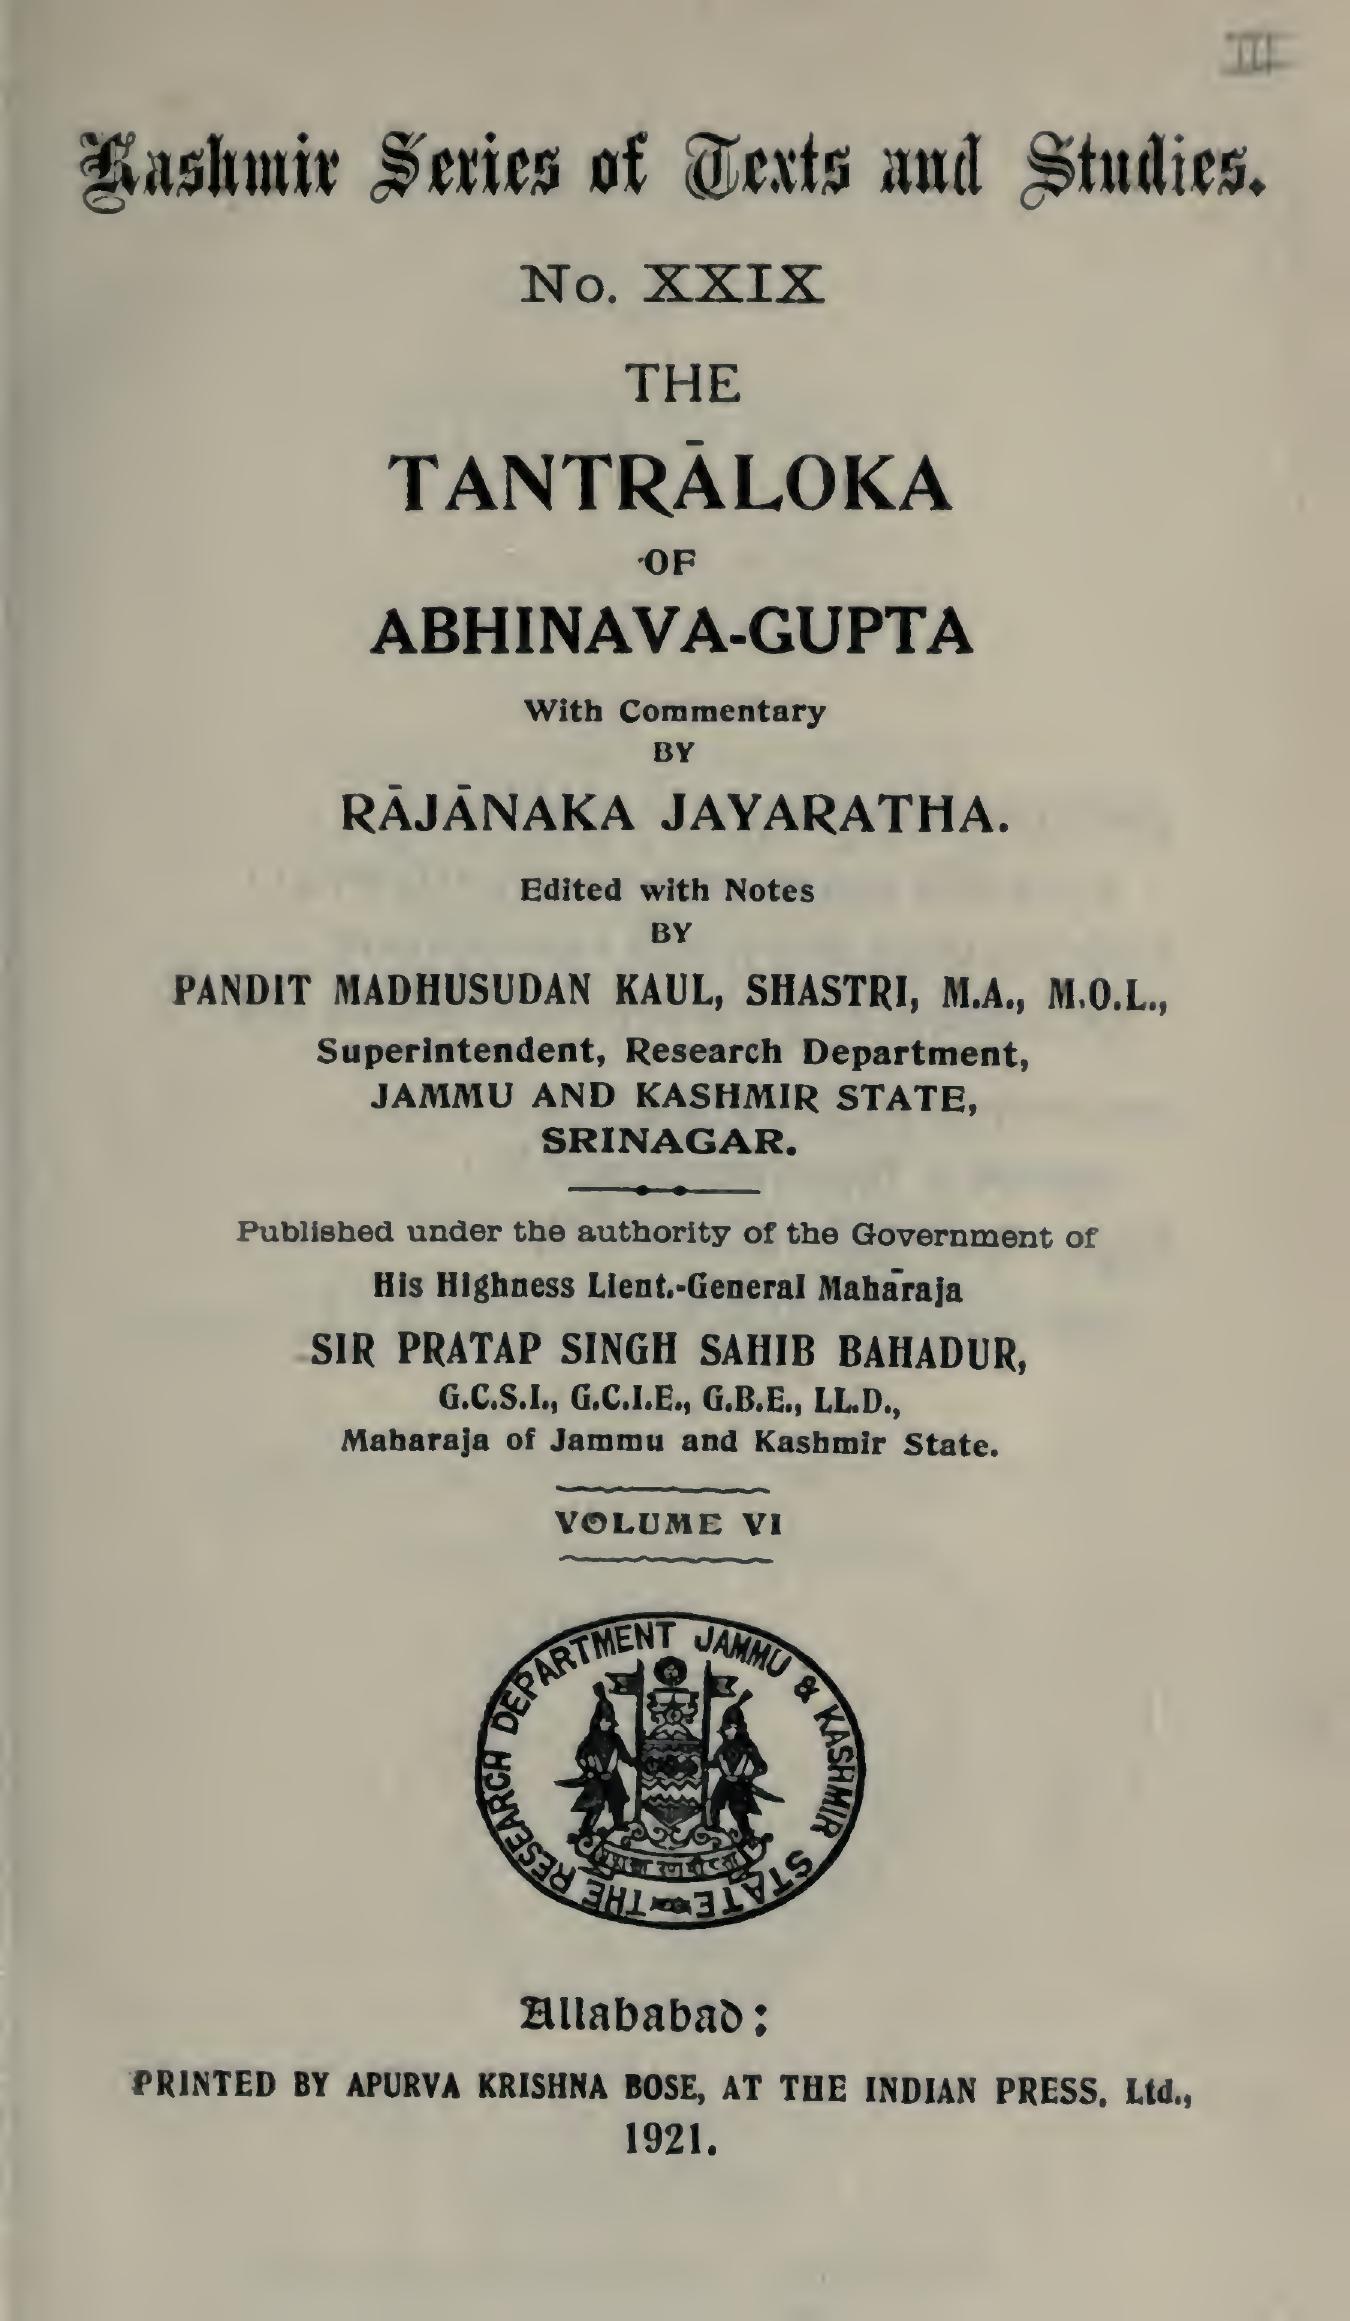 Kashmir Series of Texts and Studies.
No. XXIX
THE
TANTRĀLOKA
OF
ABHINAVA-GUPTA
With Commentary
BY
RĀJĀNAKA JAYARATHA.
Edited with Notes
BY
PANDIT MADHUSUDAN KAUL, SHASTRI, M.A., M.O.L.,
Superintendent, Research Department,
JAMMU AND KASHMIR STATE,
SRINAGAR.
Published under the authority of the Government of
His Highness Lient.-General Mahāraja
SIR PRATAP SINGH SAHIB BAHADUR,
G.C.S.I., G.C.I.E., G.B.E., LL.D.,
Maharaja of Jammu and Kashmir State.
VOLUME VI
THE RESEARCH DEPARTMENT JAMMU & KASHMIR STATE
Allahabad:
PRINTED BY APURVA KRISHNA BOSE, AT THE INDIAN PRESS, Ltd.,
1921.